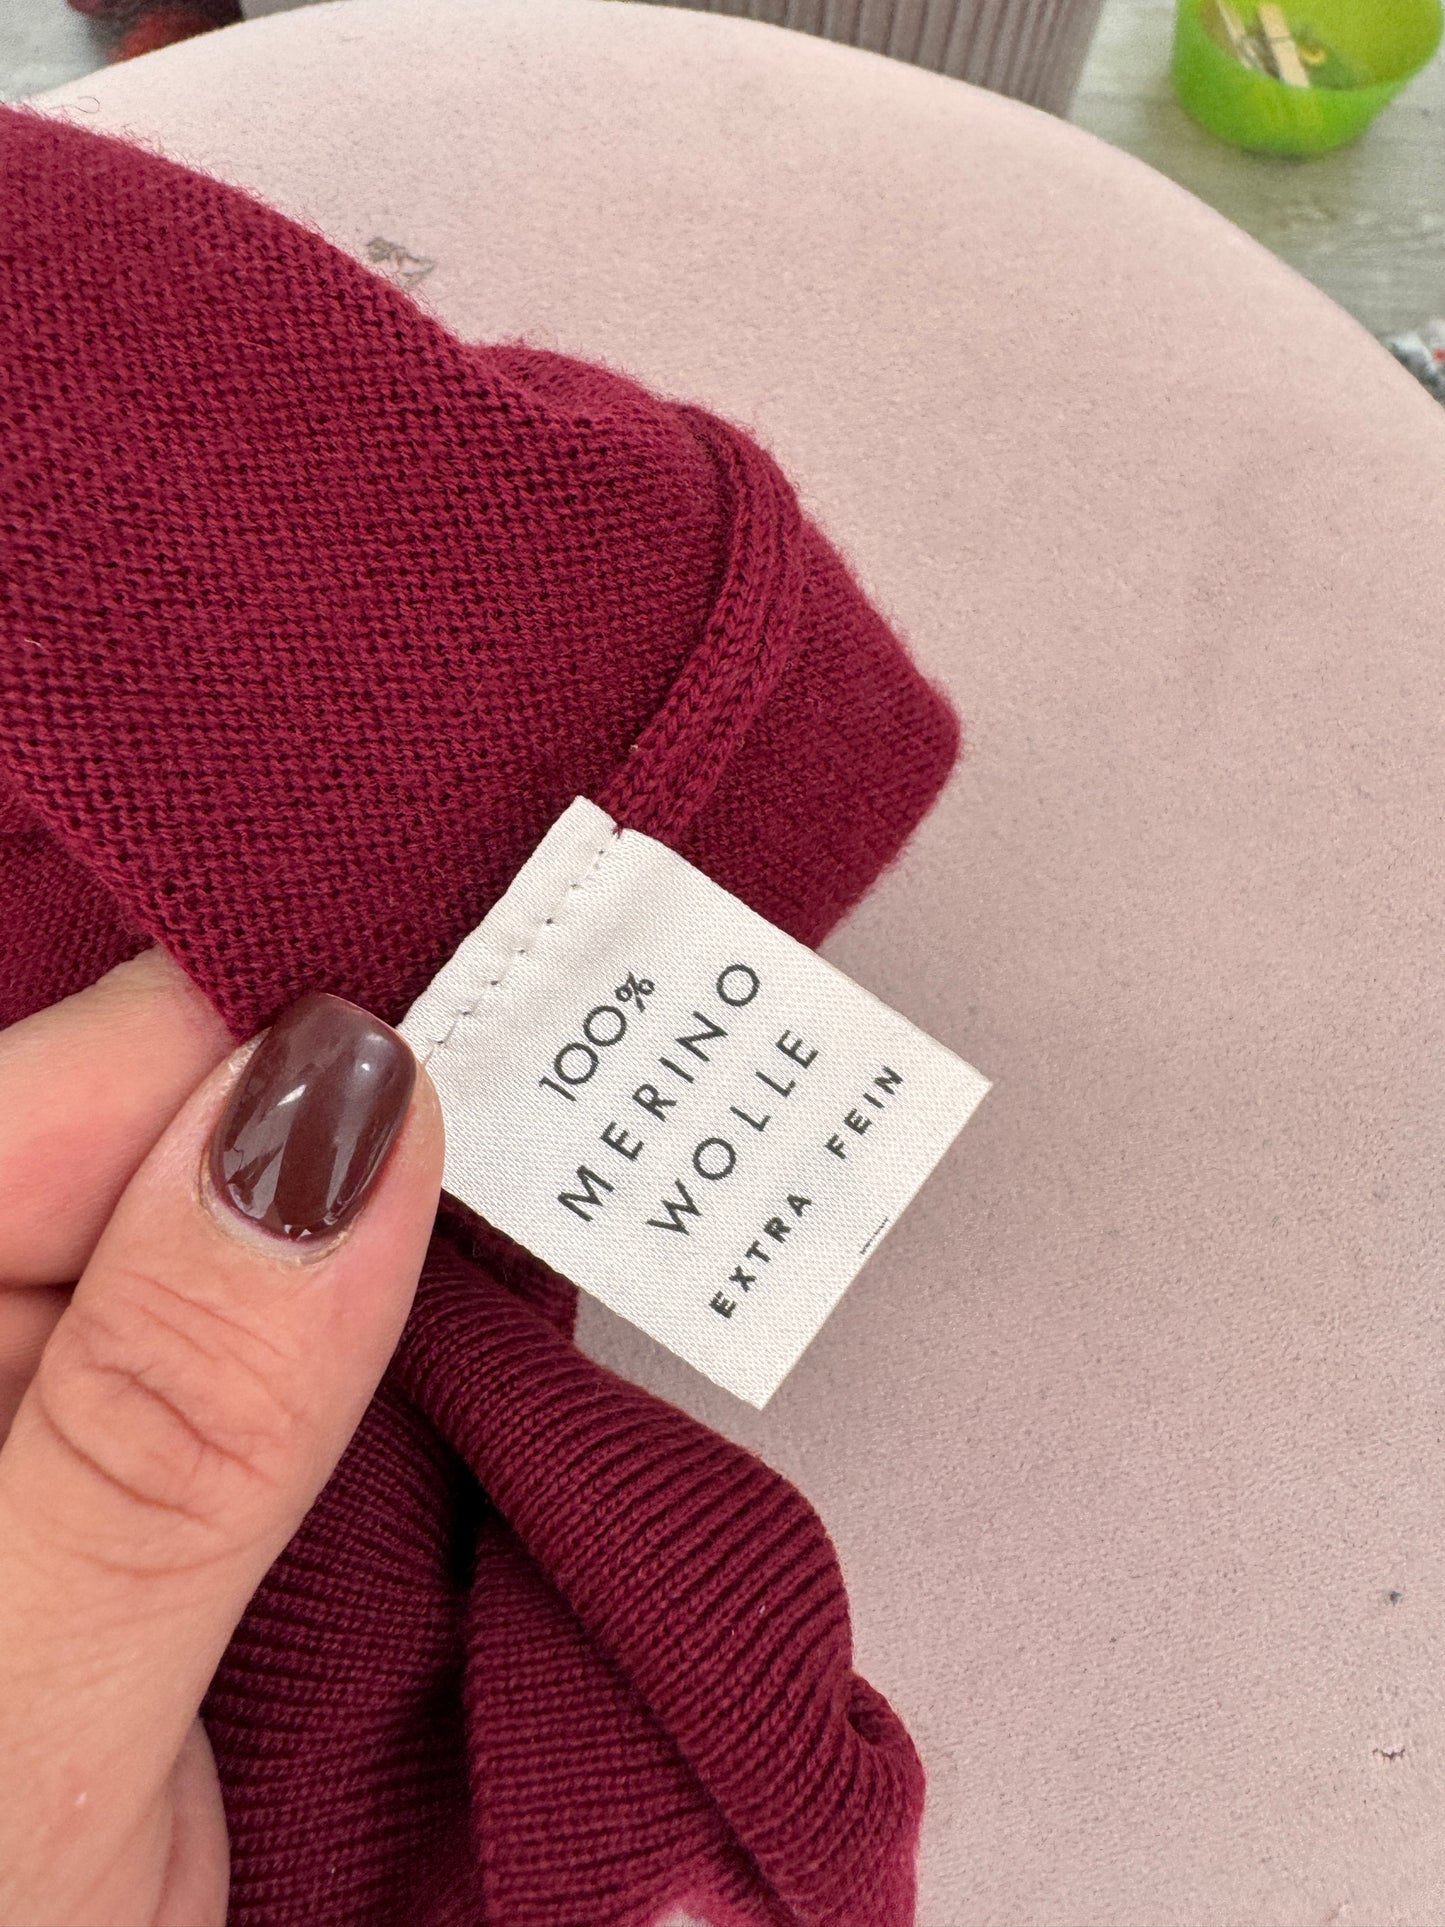 100%
MERINO
WOLLE
EXTRA FEIN